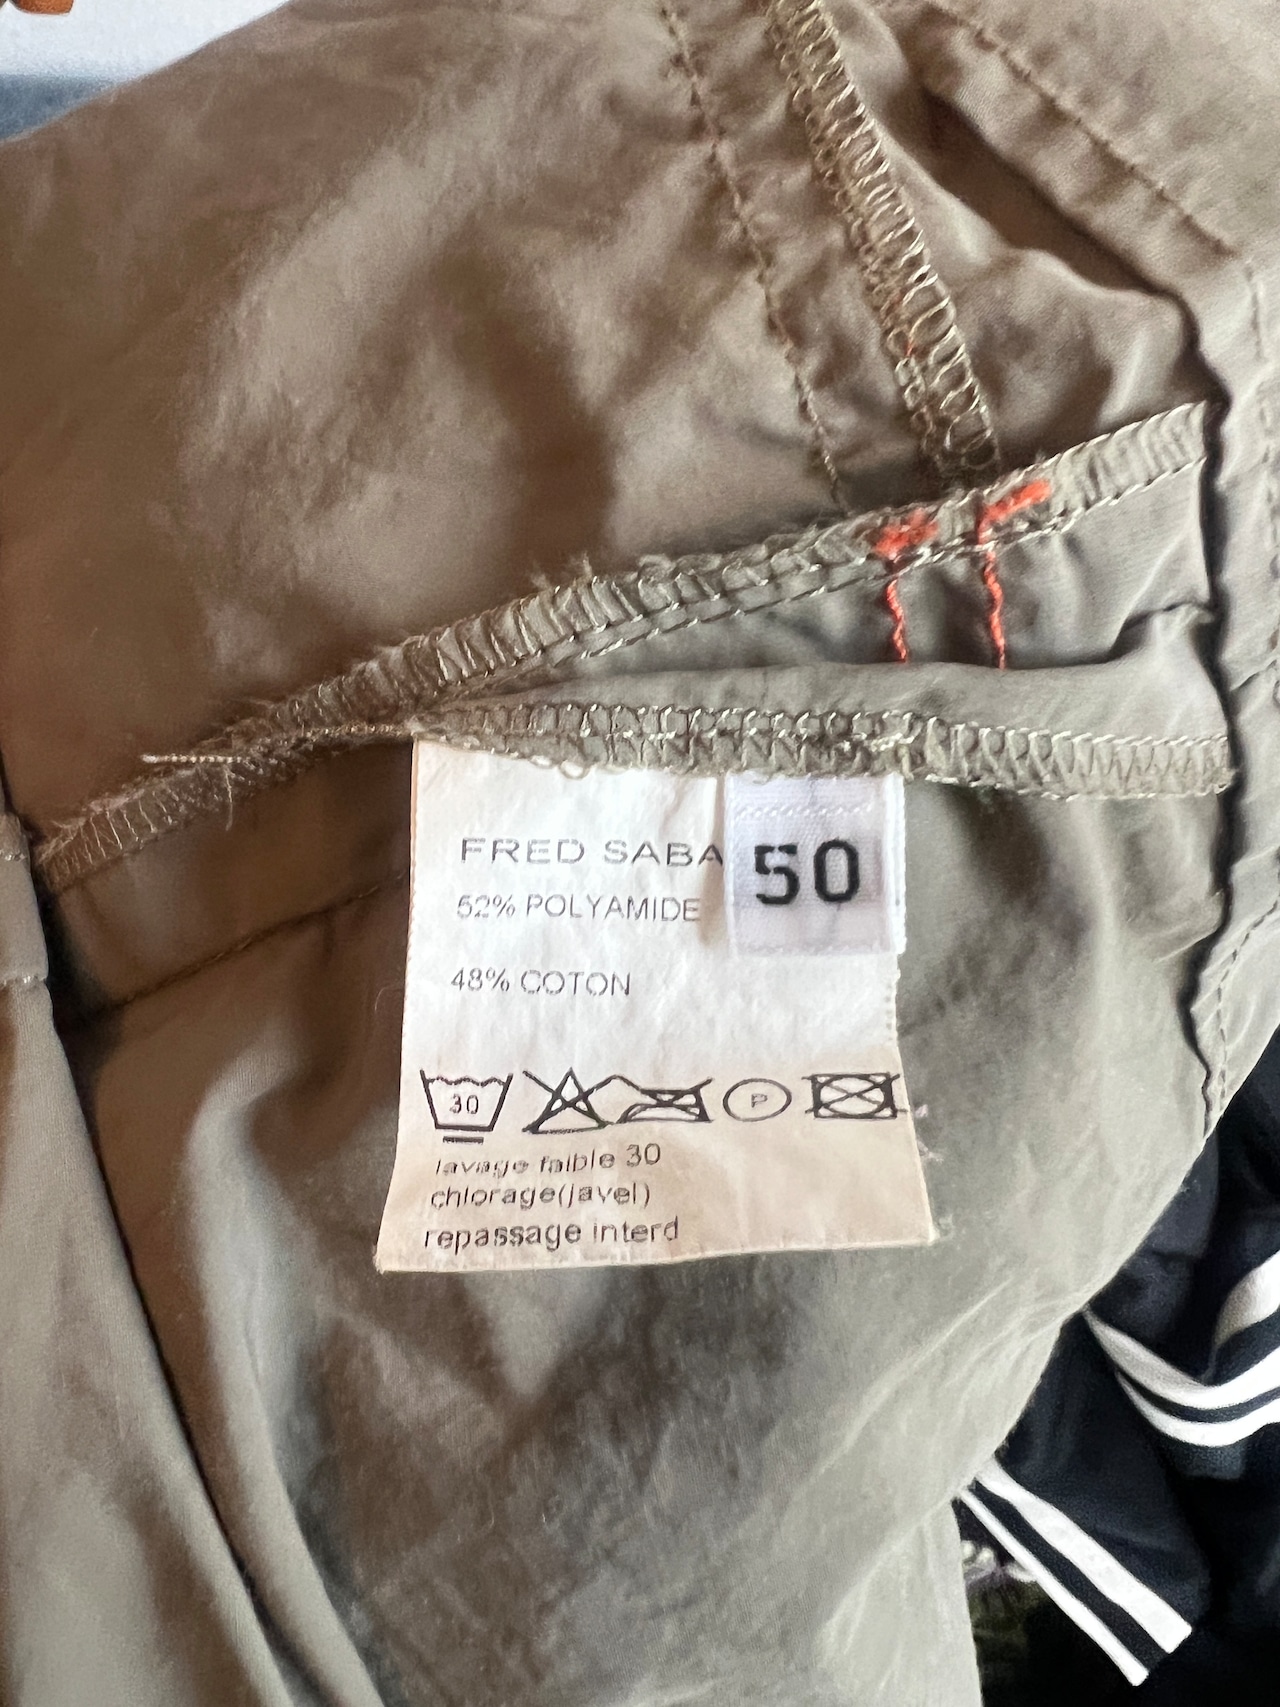 FRED SABA
50
52% POLYAMIDE
48% COTON
30
P
lavage faible 30
chlorage(javel)
repassage interd